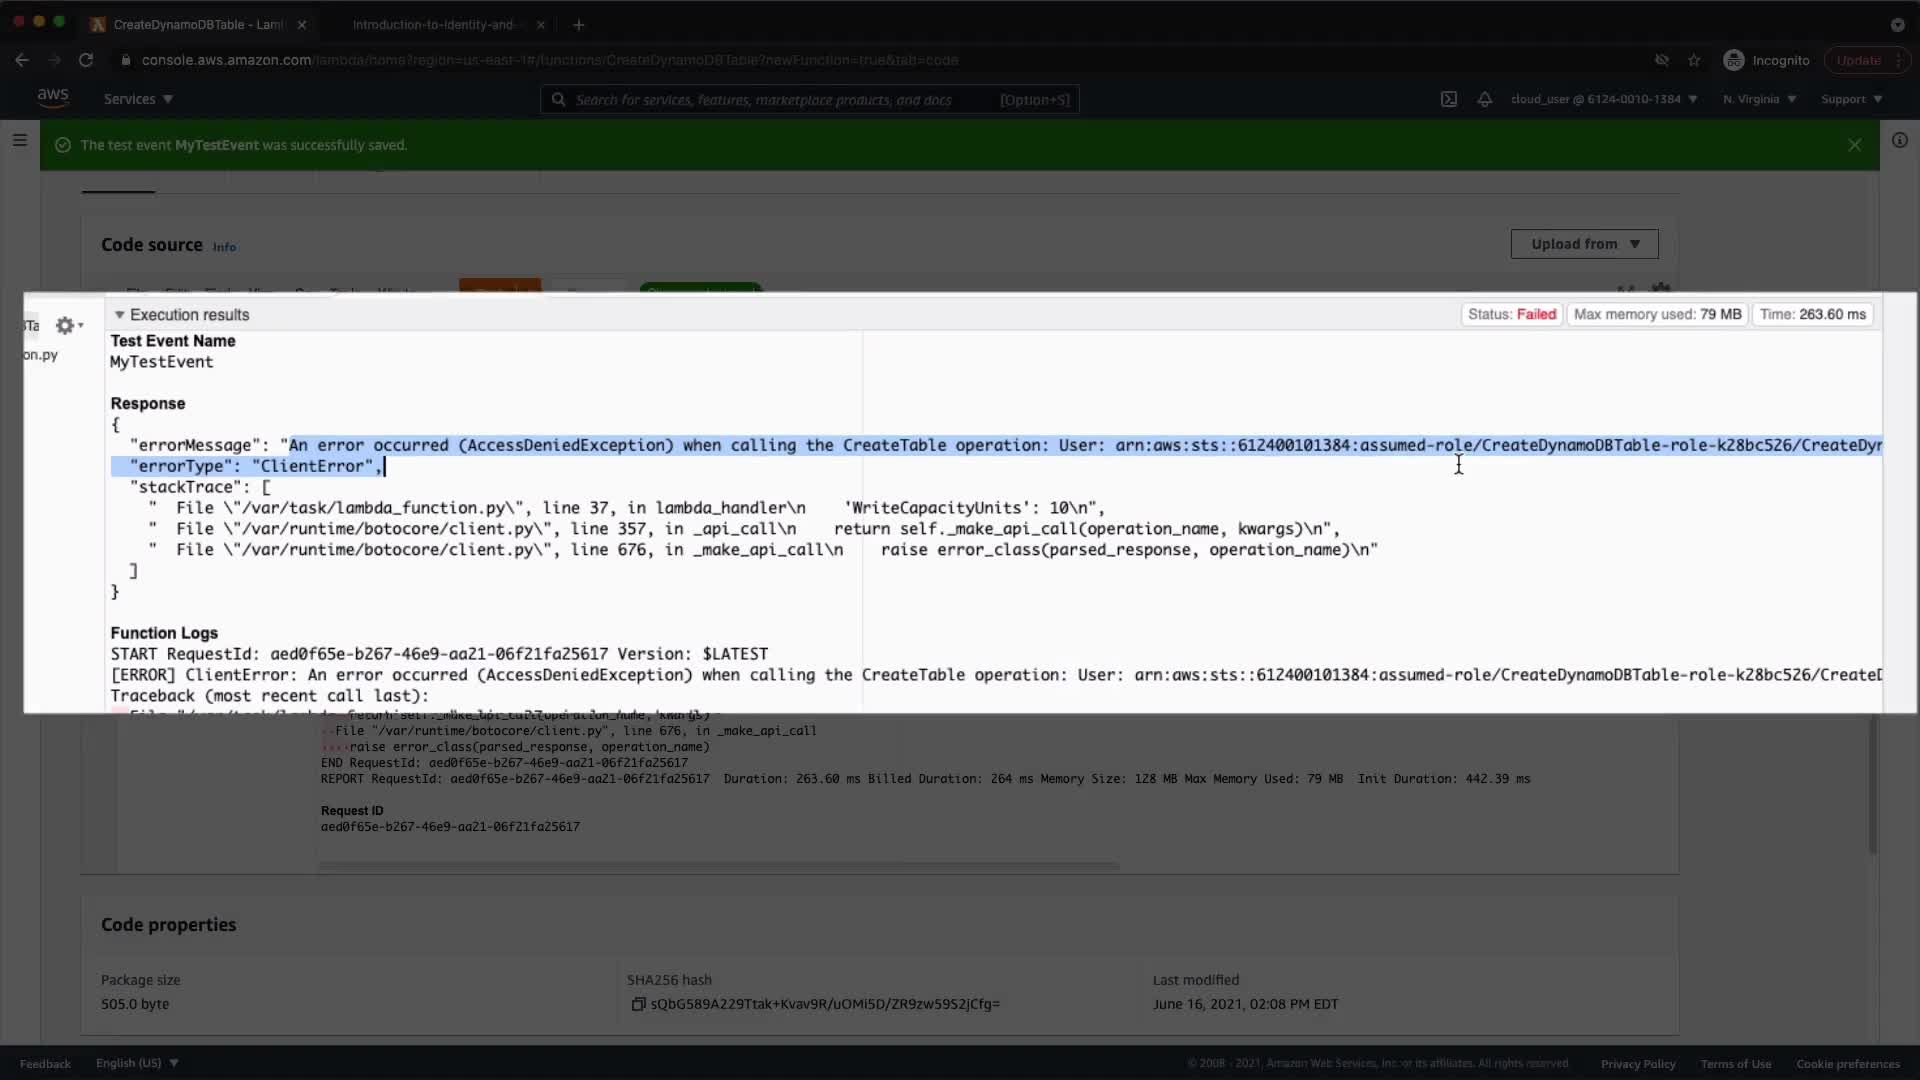 CreateDynamoDBTable - Lam
Introduction-to-Identity-and-
console.aws.amazon.com/lambda/home?region=us-east-1#/functions/CreateDynamoDBTable?newFunction=true&tab=code
Incognito
Update
aws
Services
Search for services, features, marketplace products, and docs
[Option+S]
cloud_user @ 6124-0010-1384
N. Virginia
Support
The test event MyTestEvent was successfully saved.
Code source Info
Upload from
Execution results
Status: Failed
Max memory used: 79 MB
Time: 263.60 ms
on.py
Test Event Name
MyTestEvent
Response
{
"errorMessage": "An error occurred (AccessDeniedException) when calling the CreateTable operation: User: arn:aws:sts::612400101384:assumed-role/CreateDynamoDBTable-role-k28bc526/CreateDyn
"errorType": "ClientError",
"stackTrace": [
"  File \"/var/task/lambda_function.py\", line 37, in lambda_handler\n    'WriteCapacityUnits': 10\n",
"  File \"/var/runtime/botocore/client.py\", line 357, in _api_call\n    return self._make_api_call(operation_name, kwargs)\n",
"  File \"/var/runtime/botocore/client.py\", line 676, in _make_api_call\n    raise error_class(parsed_response, operation_name)\n"
]
}
Function Logs
START RequestId: aed0f65e-b267-46e9-aa21-06f21fa25617 Version: $LATEST
[ERROR] ClientError: An error occurred (AccessDeniedException) when calling the CreateTable operation: User: arn:aws:sts::612400101384:assumed-role/CreateDynamoDBTable-role-k28bc526/Create
Traceback (most recent call last):
return self._make_api_call(operation_name, kwargs)
File "/var/runtime/botocore/client.py", line 676, in _make_api_call
raise error_class(parsed_response, operation_name)
END RequestId: aed0f65e-b267-46e9-aa21-06f21fa25617
REPORT RequestId: aed0f65e-b267-46e9-aa21-06f21fa25617 Duration: 263.60 ms Billed Duration: 264 ms Memory Size: 128 MB Max Memory Used: 79 MB Init Duration: 442.39 ms
Request ID
aed0f65e-b267-46e9-aa21-06f21fa25617
Code properties
Package size
505.0 byte
SHA256 hash
sQbG589A229Ttak+Kvav9R/uOMi5D/ZR9zw59S2jCfg=
Last modified
June 16, 2021, 02:08 PM EDT
Feedback
English (US)
© 2008 - 2021, Amazon Web Services, Inc. or its affiliates. All rights reserved.
Privacy Policy
Terms of Use
Cookie preferences